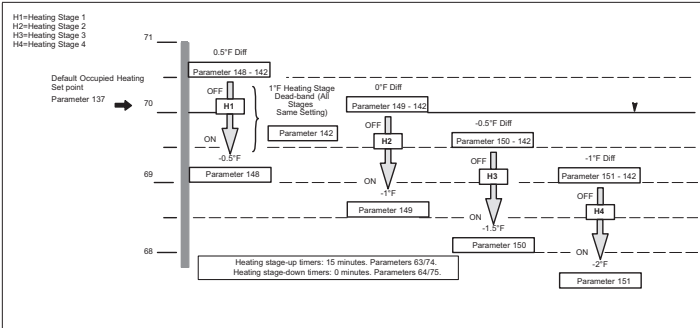 H1=Heating Stage 1
H2=Heating Stage 2
H3=Heating Stage 3
H4=Heating Stage 4
71
0.5°F Diff
Parameter 148 - 142
Default Occupied Heating
Set point
Parameter 137
70
OFF
H1
ON
-0.5°F
Parameter 148
1°F Heating Stage
Dead-band (All
Stages
Same Setting)
Parameter 142
0°F Diff
Parameter 149 - 142
OFF
H2
ON
-1°F
Parameter 149
-0.5°F Diff
Parameter 150 - 142
OFF
H3
ON
-1.5°F
Parameter 150
-1°F Diff
Parameter 151 - 142
OFF
H4
ON
-2°F
Parameter 151
69
68
Heating stage-up timers: 15 minutes. Parameters 63/74.
Heating stage-down timers: 0 minutes. Parameters 64/75.